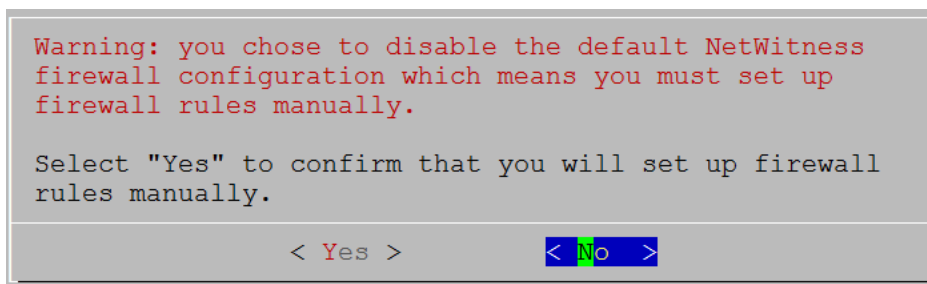 Warning: you chose to disable the default NetWitness
firewall configuration which means you must set up
firewall rules manually.
Select "Yes" to confirm that you will set up firewall
rules manually.
< Yes > < No >